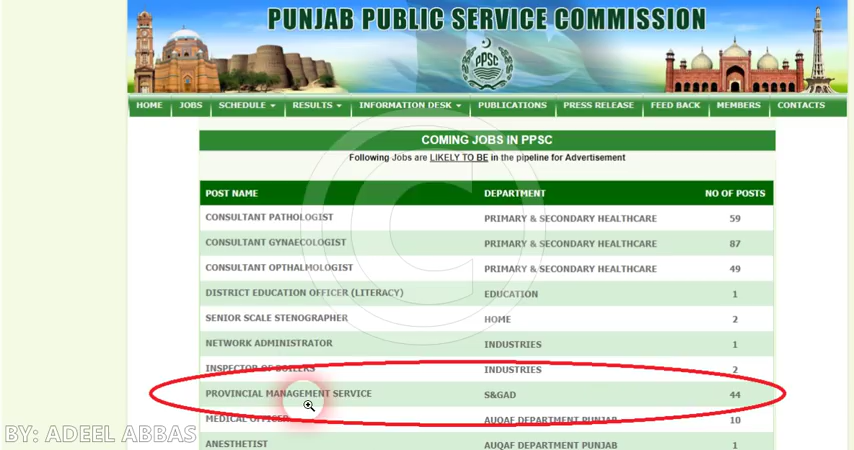 PUNJAB PUBLIC SERVICE COMMISSION
PPSC
HOME JOBS SCHEDULE RESULTS INFORMATION DESK PUBLICATIONS PRESS RELEASE FEED BACK MEMBERS CONTACTS
COMING JOBS IN PPSC
Following Jobs are LIKELY TO BE in the pipeline for Advertisement
POST NAME DEPARTMENT NO OF POSTS
CONSULTANT PATHOLOGIST PRIMARY & SECONDARY HEALTHCARE 59
CONSULTANT GYNAECOLOGIST PRIMARY & SECONDARY HEALTHCARE 87
CONSULTANT OPTHALMOLOGIST PRIMARY & SECONDARY HEALTHCARE 49
DISTRICT EDUCATION OFFICER (LITERACY) EDUCATION 1
SENIOR SCALE STENOGRAPHER HOME 2
NETWORK ADMINISTRATOR INDUSTRIES 1
INSPECTOR OF BOILERS INDUSTRIES 2
PROVINCIAL MANAGEMENT SERVICE S&GAD 44
MEDICAL OFFICER AUQAF DEPARTMENT PUNJAB 10
ANESTHETIST AUQAF DEPARTMENT PUNJAB 1
BY: ADEEL ABBAS